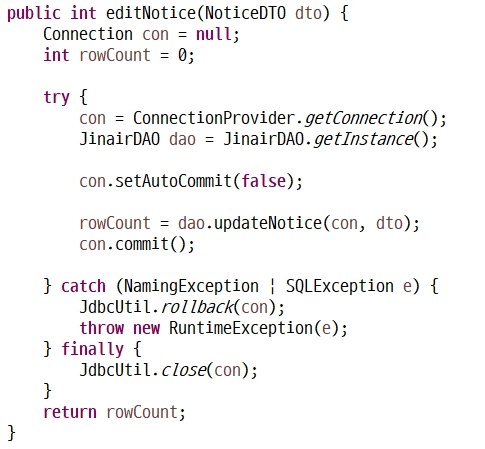 public int editNotice(NoticeDTO dto) {
    Connection con = null;
    int rowCount = 0;

    try {
        con = ConnectionProvider.getConnection();
        JinairDAO dao = JinairDAO.getInstance();

        con.setAutoCommit(false);

        rowCount = dao.updateNotice(con, dto);
        con.commit();

    } catch (NamingException | SQLException e) {
        JdbcUtil.rollback(con);
        throw new RuntimeException(e);
    } finally {
        JdbcUtil.close(con);
    }
    return rowCount;
}